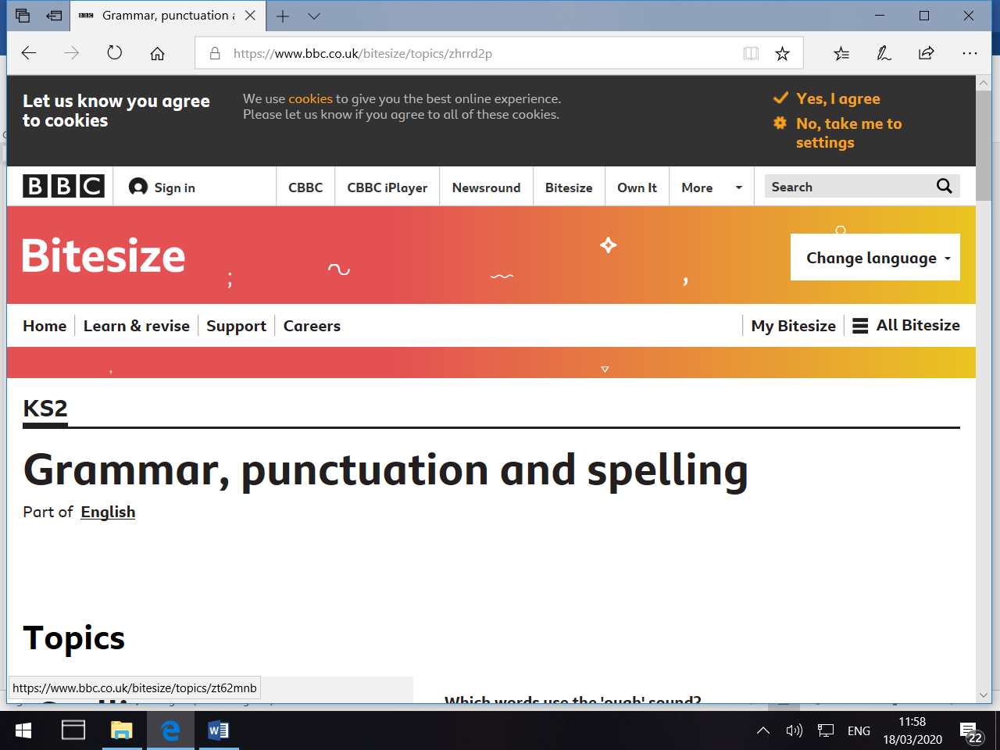 Grammar, punctuation a
https://www.bbc.co.uk/bitesize/topics/zhrrd2p
Let us know you agree
to cookies
We use cookies to give you the best online experience.
Please let us know if you agree to all of these cookies.
Yes, I agree
No, take me to
settings
BBC
Sign in
CBBC
CBBC iPlayer
Newsround
Bitesize
Own It
More
Search
Bitesize
Change language
Home
Learn & revise
Support
Careers
My Bitesize
All Bitesize
KS2
Grammar, punctuation and spelling
Part of English
Topics
Which words use the 'ough' sound?
https://www.bbc.co.uk/bitesize/topics/zt62mnb
ENG
11:58
18/03/2020
22